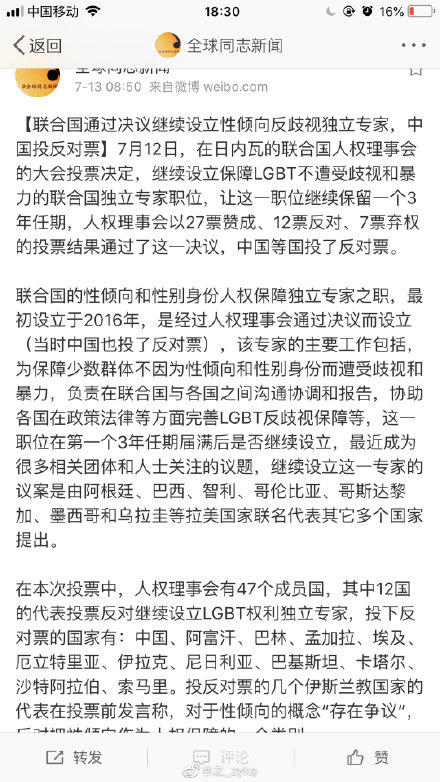 中国移动
18:30
16%
返回
全球同志新闻
全球同志新闻
7-13 08:50 来自微博 weibo.com
【联合国通过决议继续设立性倾向反歧视独立专家,中
国投反对票】7月12日,在日内瓦的联合国人权理事会
的大会投票决定,继续设立保障LGBT不遭受歧视和暴
力的联合国独立专家职位,让这一职位继续保留一个3
年任期,人权理事会以27票赞成、12票反对、7票弃权
的投票结果通过了这一决议,中国等国投了反对票。
联合国的性倾向和性别身份人权保障独立专家之职,最
初设立于2016年,是经过人权理事会通过决议而设立
(当时中国也投了反对票),该专家的主要工作包括,
为保障少数群体不因为性倾向和性别身份而遭受歧视和
暴力,负责在联合国与各国之间沟通协调和报告,协助
各国在政策法律等方面完善LGBT反歧视保障等,这一
职位在第一个3年任期届满后是否继续设立,最近成为
很多相关团体和人士关注的议题,继续设立这一专家的
议案是由阿根廷、巴西、智利、哥伦比亚、哥斯达黎
加、墨西哥和乌拉圭等拉美国家联名代表其它多个国家
提出。
在本次投票中,人权理事会有47个成员国,其中12国
的代表投票反对继续设立LGBT权利独立专家,投下反
对票的国家有:中国、阿富汗、巴林、孟加拉、埃及、
厄立特里亚、伊拉克、尼日利亚、巴基斯坦、卡塔尔、
沙特阿拉伯、索马里。投反对票的几个伊斯兰教国家的
代表在投票前发言称,对于性倾向的概念“存在争议”,
反对把性倾向作为人权保障的一个类别
转发
评论
赞
@之_zyke